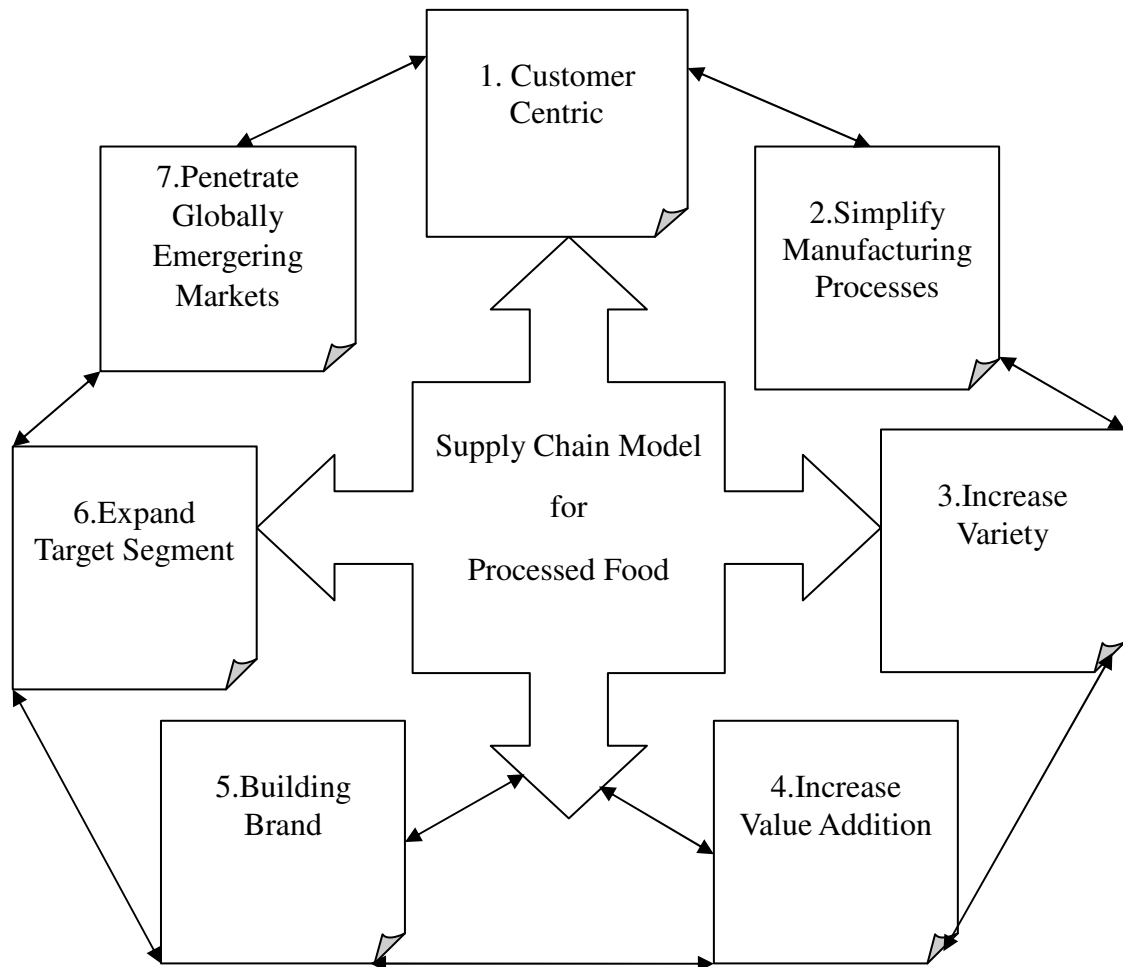 1. Customer
Centric
2.Simplify
Manufacturing
Processes
3.Increase
Variety
4.Increase
Value Addition
5.Building
Brand
6.Expand
Target Segment
7.Penetrate
Globally
Emergering
Markets
Supply Chain Model
for
Processed Food